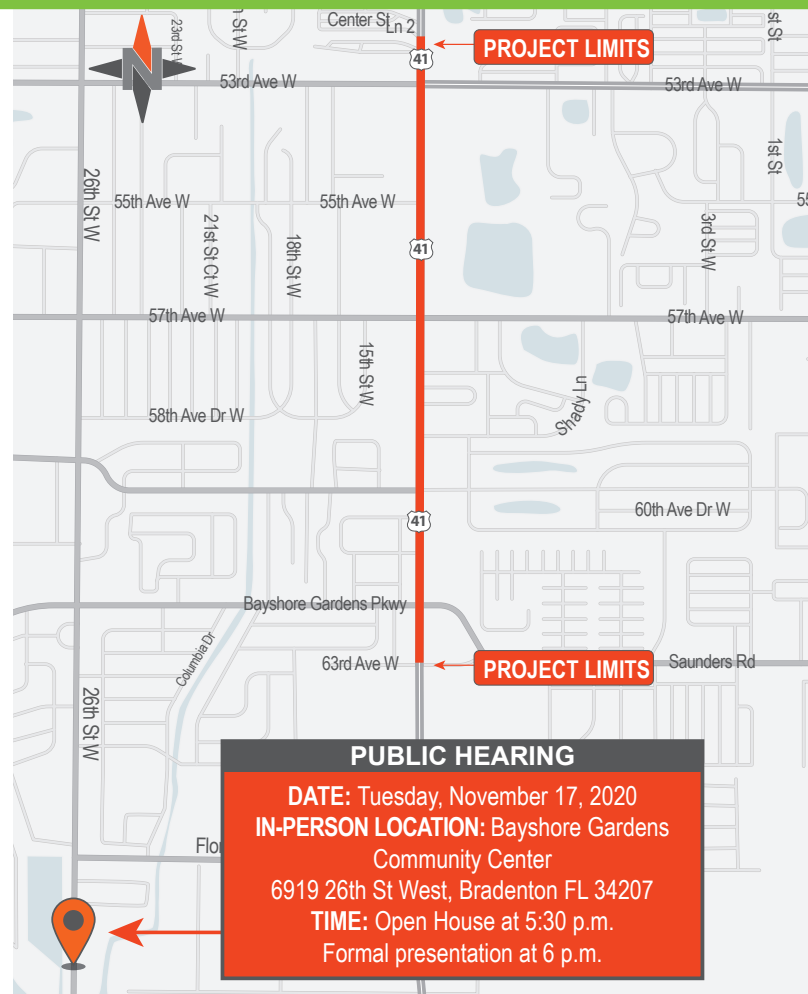 Center St
Ln 2
23rd St W
St W
st St
PROJECT LIMITS
41
N
53rd Ave W
53rd Ave W
1st St
26th St W
55th Ave W
55th Ave W
55
21st St Ct W
18th St W
3rd St W
41
57th Ave W
57th Ave W
15th St W
Shady Ln
58th Ave Dr W
60th Ave Dr W
41
Bayshore Gardens Pkwy
Columbia Dr
63rd Ave W
PROJECT LIMITS
Saunders Rd
26th St W
PUBLIC HEARING
DATE: Tuesday, November 17, 2020
IN-PERSON LOCATION: Bayshore Gardens
Community Center
6919 26th St West, Bradenton FL 34207
TIME: Open House at 5:30 p.m.
Formal presentation at 6 p.m.